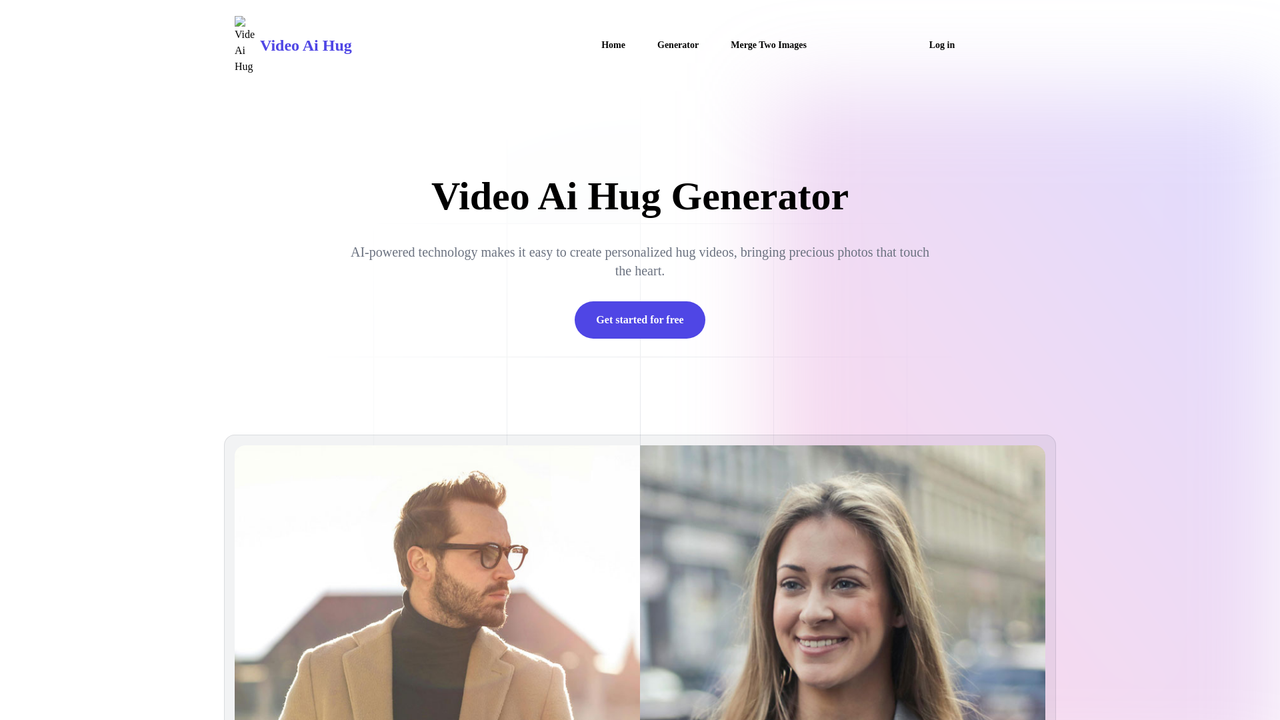 Vide
Ai
Hug
Video Ai Hug
Home
Generator
Merge Two Images
Log in
Video Ai Hug Generator
AI-powered technology makes it easy to create personalized hug videos, bringing precious photos that touch
the heart.
Get started for free